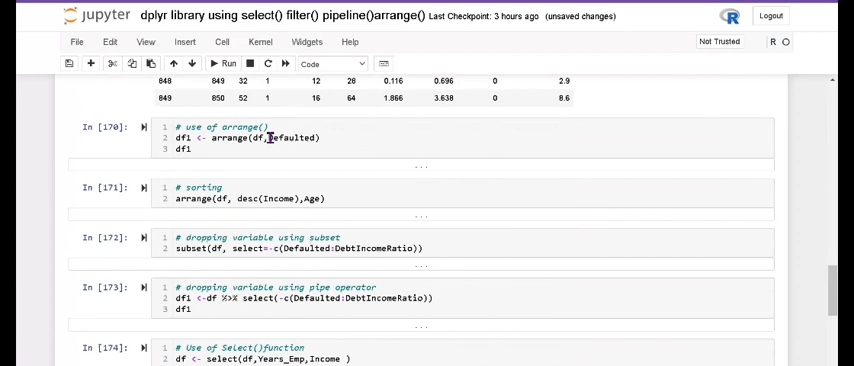 jupyter dplyr library using select() filter() pipeline()arrange() Last Checkpoint: 3 hours ago (unsaved changes) R Logout
File Edit View Insert Cell Kernel Widgets Help Not Trusted R
Run Code
848 849 32 1 12 28 0.116 0.696 0 2.9
849 850 52 1 16 64 1.866 3.638 0 8.6
In [170]: 1 # use of arrange()
2 df1 <- arrange(df,Defaulted)
3 df1
...
In [171]: 1 # sorting
2 arrange(df, desc(Income),Age)
...
In [172]: 1 # dropping variable using subset
2 subset(df, select=-c(Defaulted:DebtIncomeRatio))
...
In [173]: 1 # dropping variable using pipe operator
2 df1 <-df %>% select(-c(Defaulted:DebtIncomeRatio))
3 df1
...
In [174]: 1 # Use of Select()function
2 df <- select(df,Years_Emp,Income )